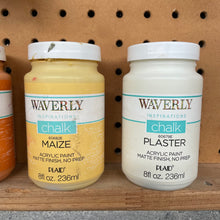 WAVERLY
INSPIRATIONS
chalk
MAIZE
ACRYLIC PAINT
MATTE FINISH, NO PREP
PLAID
8fl. oz. 236ml
WAVERLY
INSPIRATIONS
chalk
PLASTER
ACRYLIC PAINT
MATTE FINISH, NO PREP
PLAID
8fl. oz. 236ml